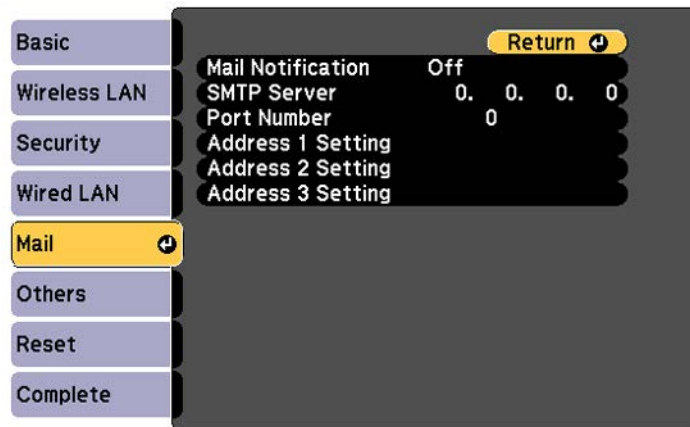 Basic
Wireless LAN
Security
Wired LAN
Mail
Others
Reset
Complete
Return
Mail Notification Off
SMTP Server 0. 0. 0. 0
Port Number 0
Address 1 Setting
Address 2 Setting
Address 3 Setting